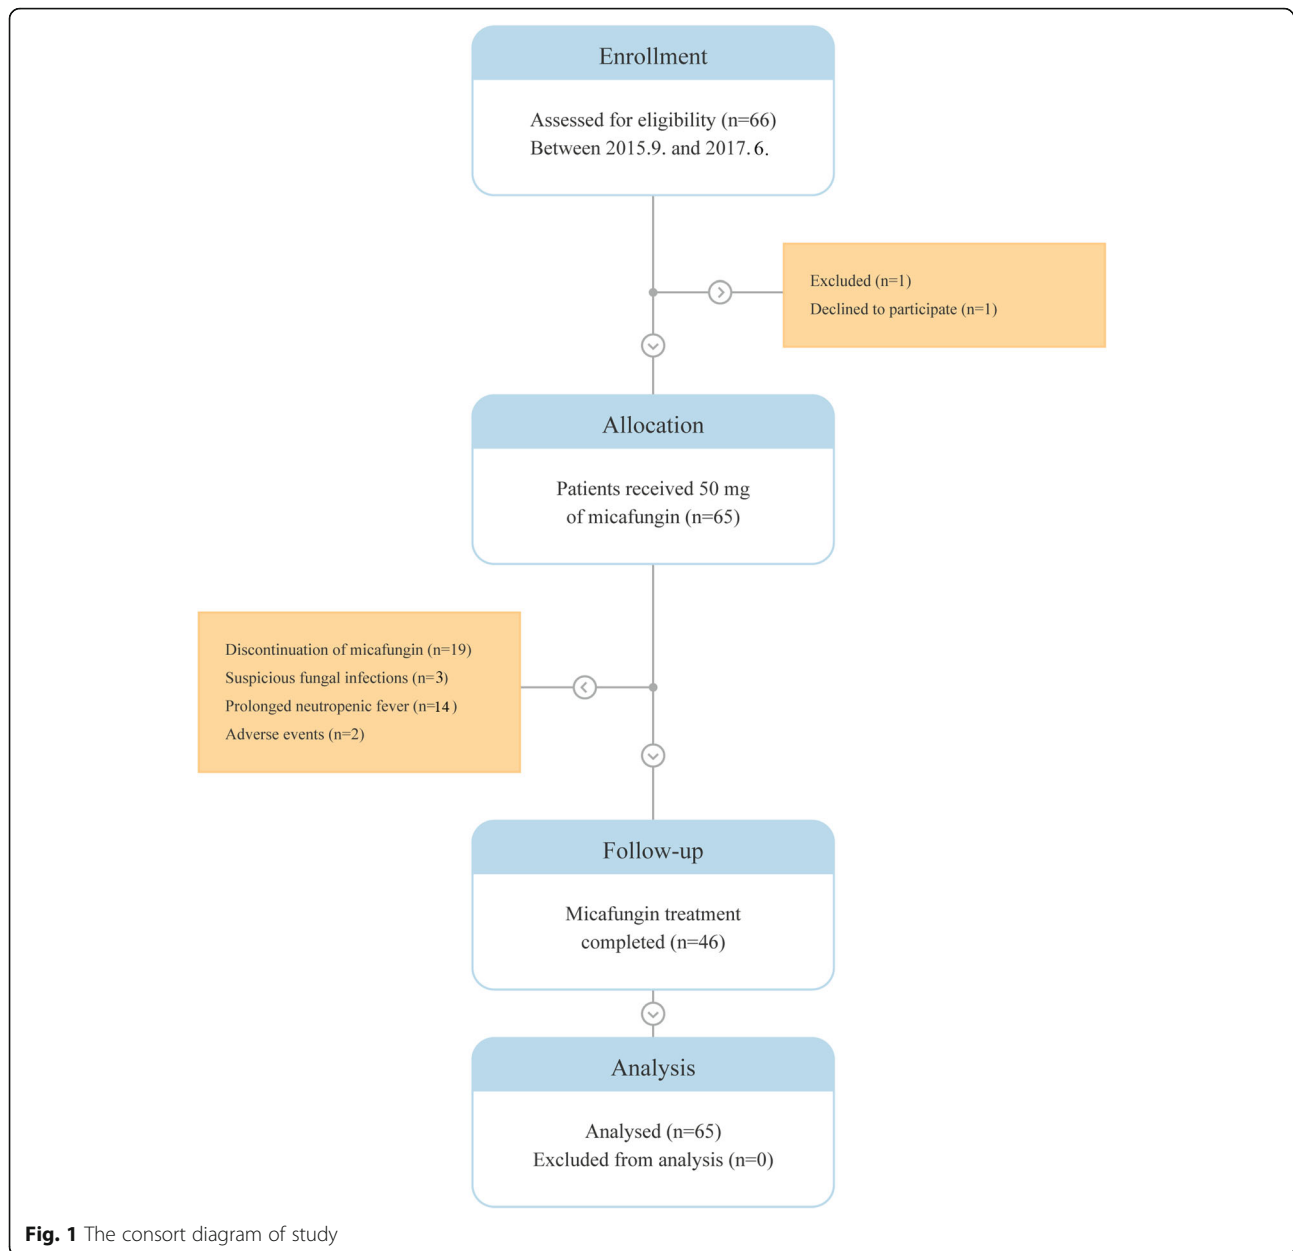 Enrollment
Assessed for eligibility (n=66)
Between 2015.9. and 2017.6.
Excluded (n=1)
Declined to participate (n=1)
Allocation
Patients received 50 mg
of micafungin (n=65)
Discontinuation of micafungin (n=19)
Suspicious fungal infections (n=3)
Prolonged neutropenic fever (n=14)
Adverse events (n=2)
Follow-up
Micafungin treatment
completed (n=46)
Analysis
Analysed (n=65)
Excluded from analysis (n=0)
Fig. 1 The consort diagram of study